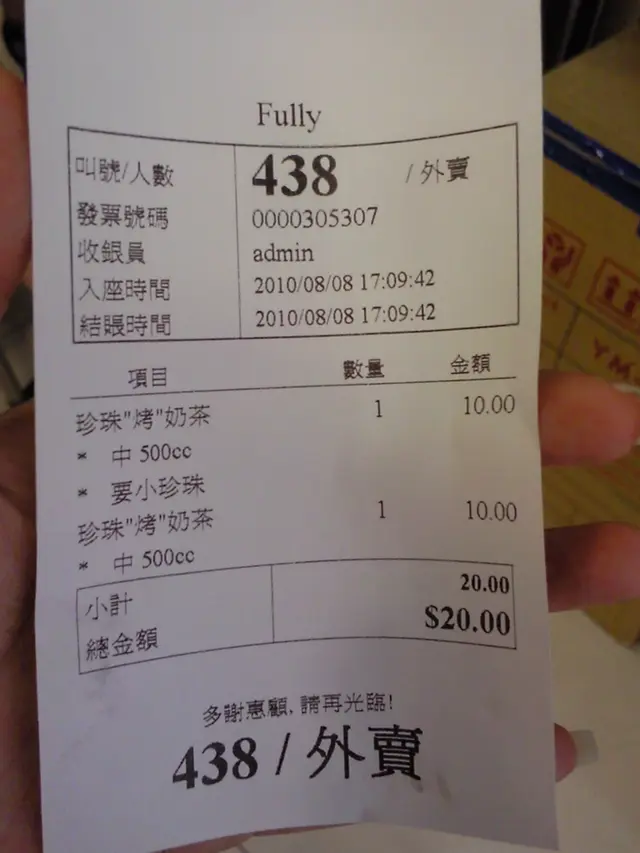 Fully
叫號/人數 438 / 外賣
發票號碼 0000305307
收銀員 admin
入座時間 2010/08/08 17:09:42
結賬時間 2010/08/08 17:09:42
項目 數量 金額
珍珠"烤"奶茶 1 10.00
* 中 500cc
* 要小珍珠
珍珠"烤"奶茶 1 10.00
* 中 500cc
小計 20.00
總金額 $20.00
多謝惠顧, 請再光臨!
438 / 外賣